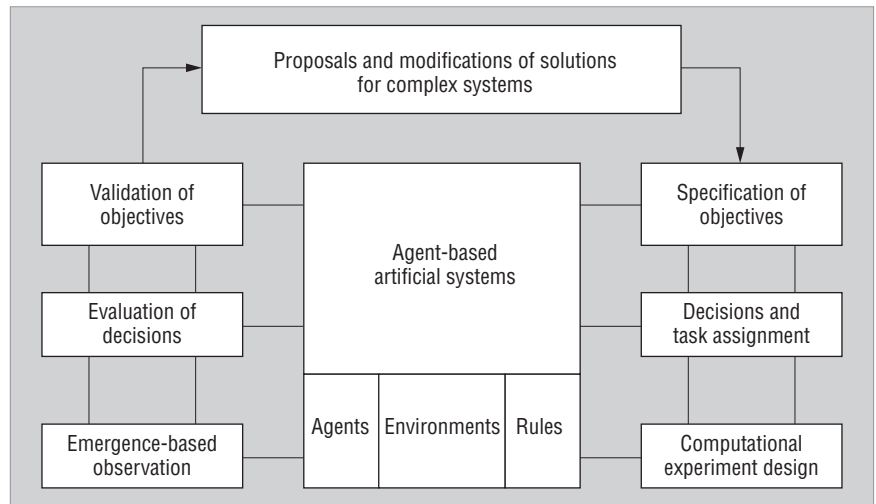 Proposals and modifications of solutions
for complex systems
Validation of
objectives
Agent-based
artificial systems
Specification of
objectives
Evaluation of
decisions
Decisions and
task assignment
Agents
Environments
Rules
Emergence-based
observation
Computational
experiment design